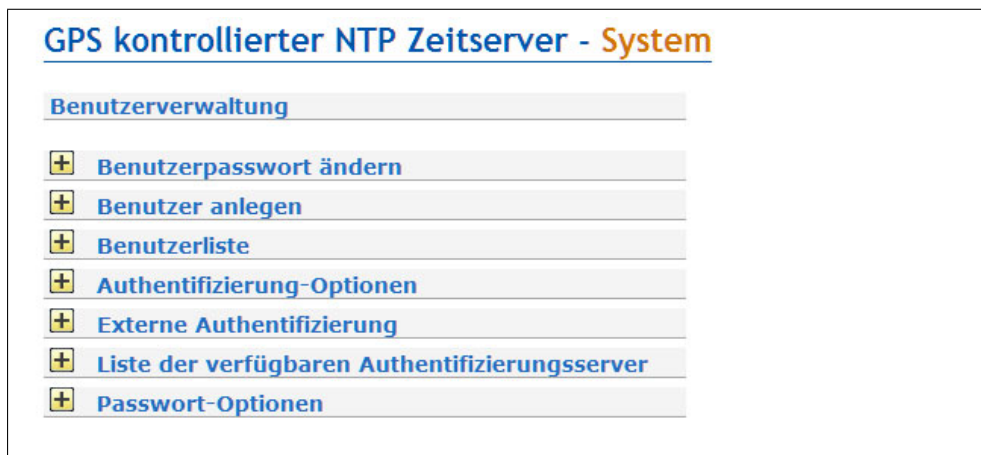 GPS kontrollierter NTP Zeitserver - System
Benutzerverwaltung
Benutzerpasswort ändern
Benutzer anlegen
Benutzerliste
Authentifizierung-Optionen
Externe Authentifizierung
Liste der verfügbaren Authentifizierungsserver
Passwort-Optionen